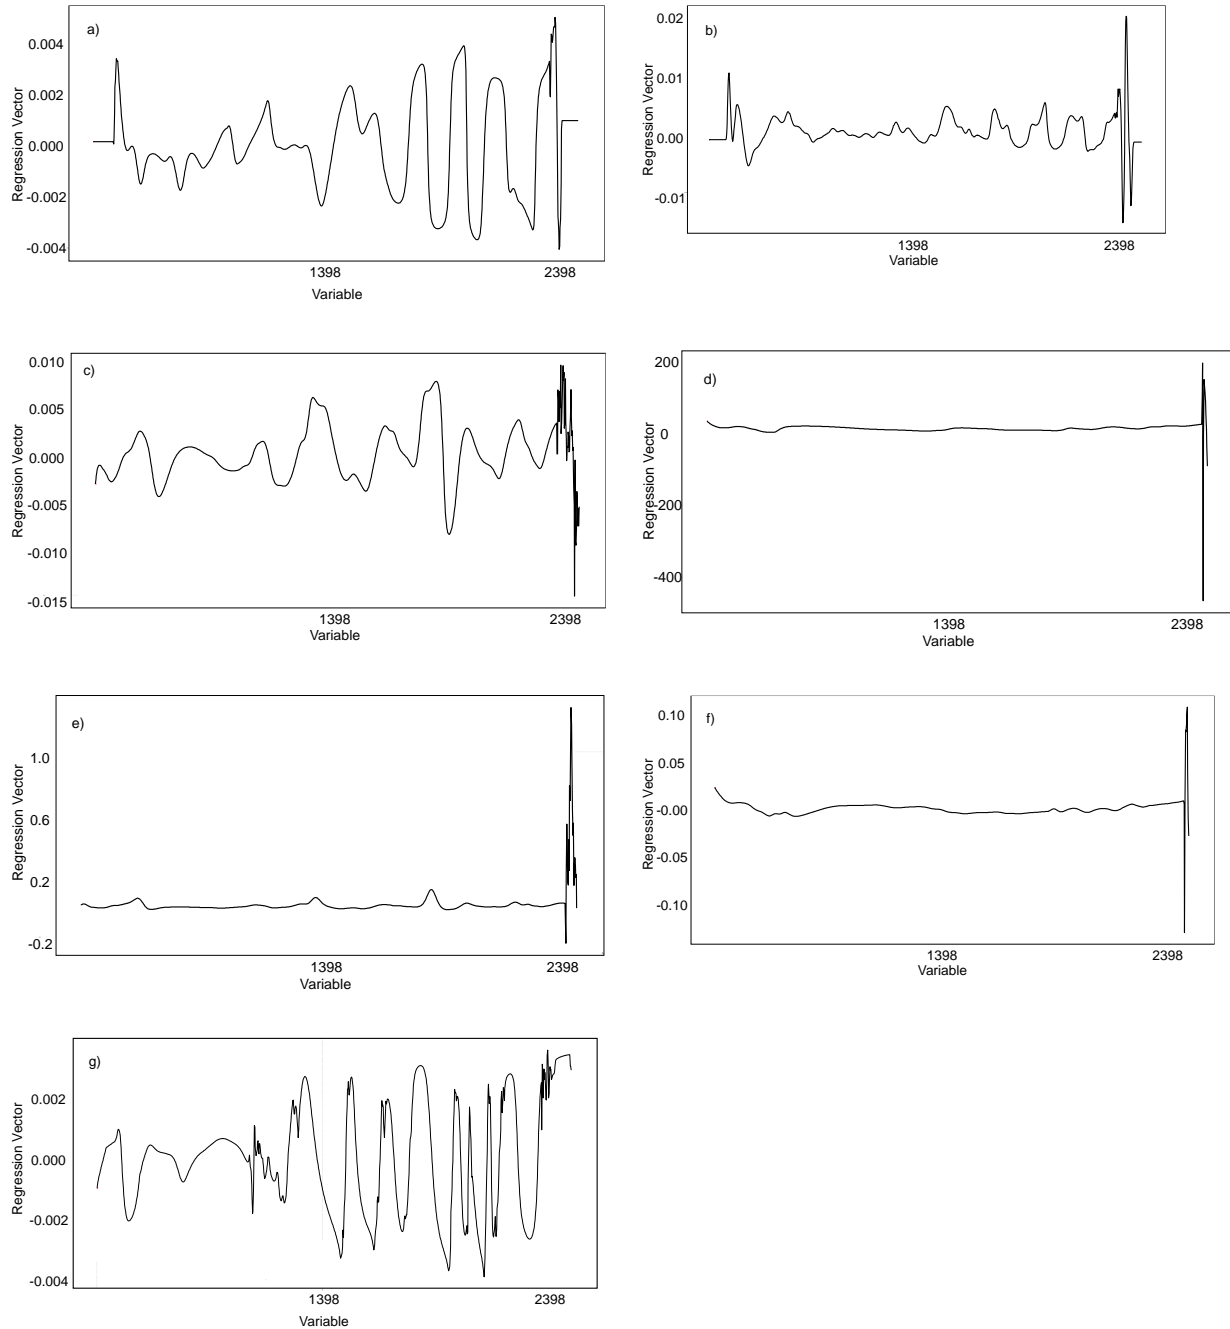 a)
0.004
0.002
0.000
-0.002
-0.004
Regression Vector
1398
2398
Variable
b)
0.02
0.01
0.00
-0.01
Regression Vector
1398
2398
Variable
c)
0.010
0.005
0.000
-0.005
-0.010
-0.015
Regression Vector
1398
2398
Variable
d)
200
0
-200
-400
Regression Vector
1398
2398
Variable
e)
1.0
0.6
0.2
-0.2
Regression Vector
1398
2398
Variable
f)
0.10
0.05
-0.00
-0.05
-0.10
Regression Vector
1398
2398
Variable
g)
0.002
0.000
-0.002
-0.004
Regression Vector
1398
2398
Variable